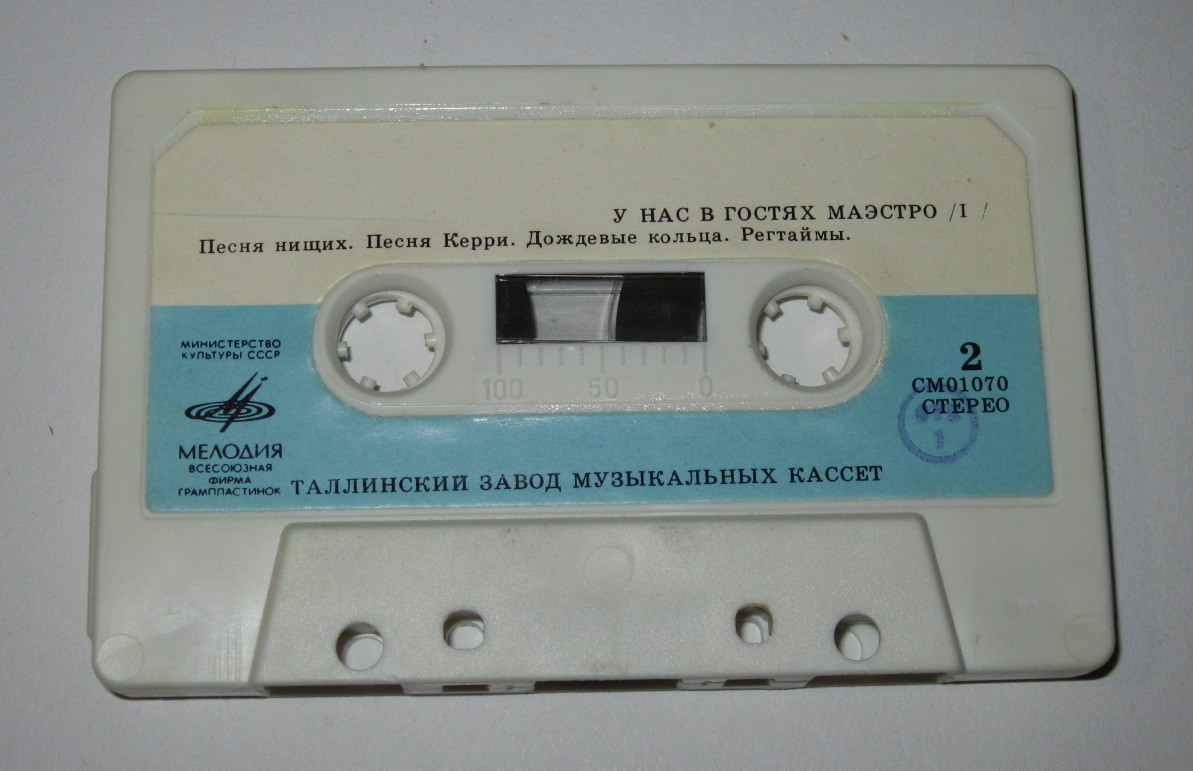 У НАС В ГОСТЯХ МАЭСТРО /I /
Песня нищих. Песня Керри. Дождевые кольца. Регтаймы.
МИНИСТЕРСТВО
КУЛЬТУРЫ СССР
МЕЛОДИЯ
ВСЕСОЮЗНАЯ
ФИРМА
ГРАМПЛАСТИНОК
ТАЛЛИНСКИЙ ЗАВОД МУЗЫКАЛЬНЫХ КАССЕТ
100 50 0
2
СМ01070
СТЕРЕО
1